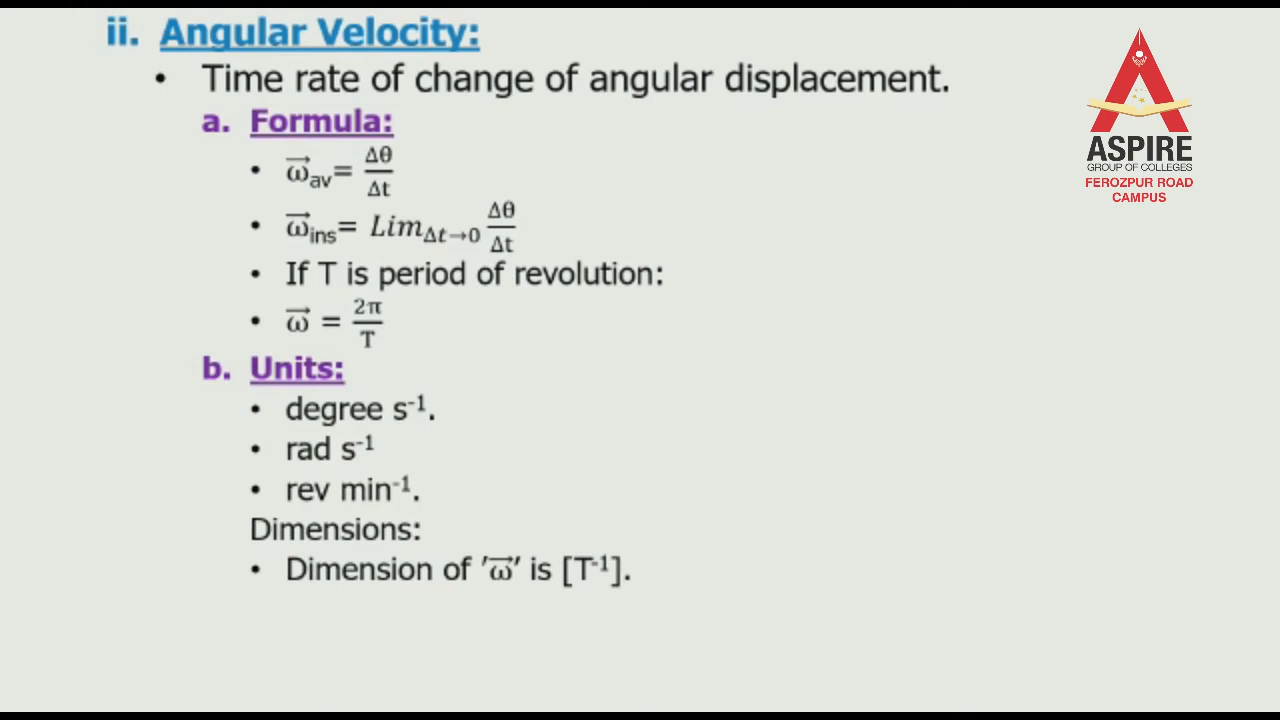 ii. Angular Velocity:
• Time rate of change of angular displacement.
a. Formula:
• ω⃗av= Δθ/Δt
• ω⃗ins= LimΔt→0 Δθ/Δt
• If T is period of revolution:
• ω⃗ = 2π/T
b. Units:
• degree s⁻¹.
• rad s⁻¹
• rev min⁻¹.
Dimensions:
• Dimension of ′ω⃗′ is [T⁻¹].
ASPIRE
GROUP OF COLLEGES
FEROZPUR ROAD
CAMPUS